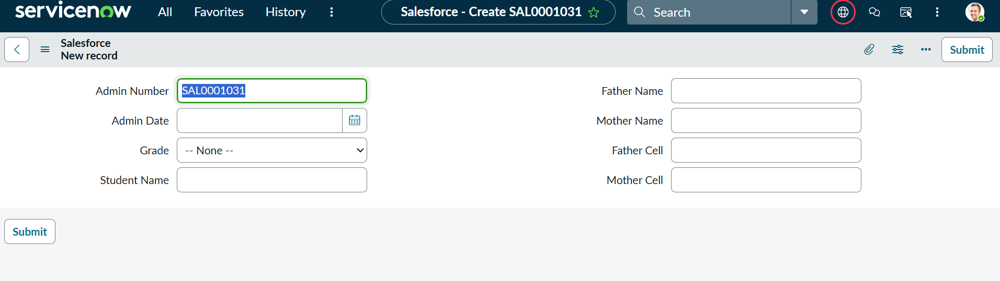 servicenow All Favorites History Salesforce - Create SAL0001031 Search
Salesforce
New record
Submit
Admin Number SAL0001031
Father Name
Admin Date
Mother Name
Grade -- None --
Father Cell
Student Name
Mother Cell
Submit